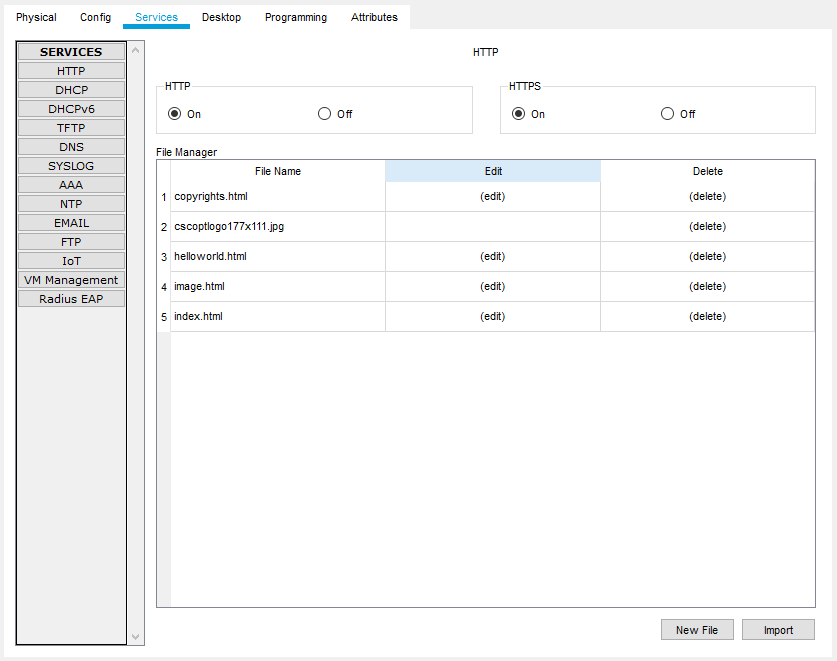 Physical Config Services Desktop Programming Attributes
SERVICES
HTTP
DHCP
DHCPv6
TFTP
DNS
SYSLOG
AAA
NTP
EMAIL
FTP
IoT
VM Management
Radius EAP
HTTP
HTTP
On Off
HTTPS
On Off
File Manager
File Name Edit Delete
1 copyrights.html (edit) (delete)
2 cscoptlogo177x111.jpg (delete)
3 helloworld.html (edit) (delete)
4 image.html (edit) (delete)
5 index.html (edit) (delete)
New File Import